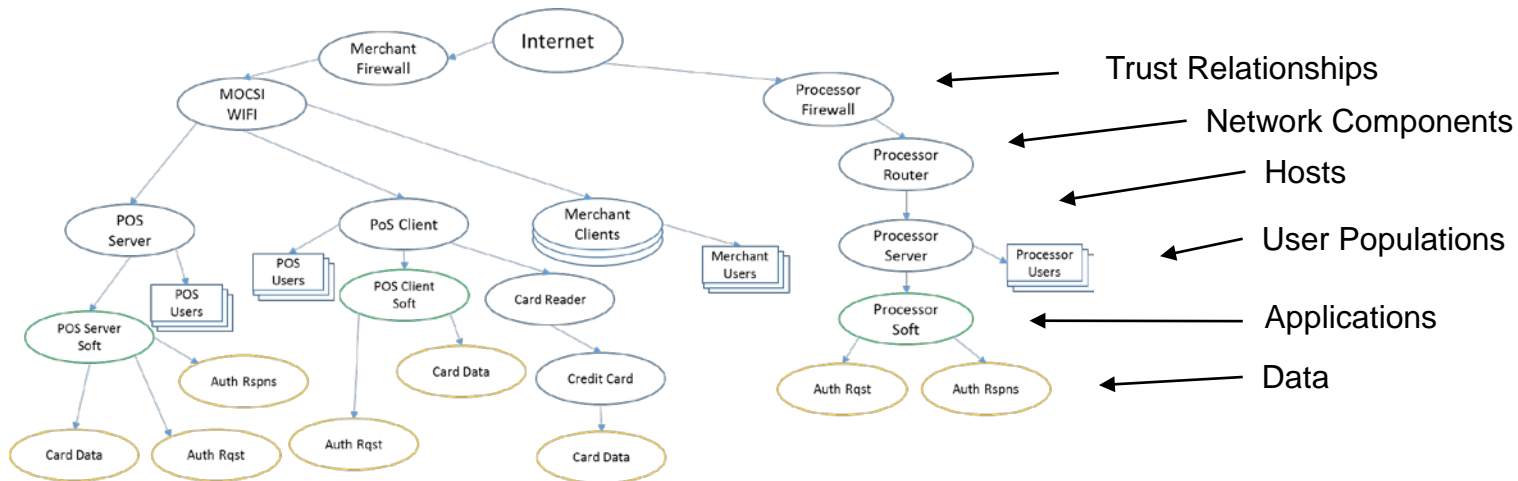 Internet
Merchant
Firewall
MOCSI
WIFI
Processor
Firewall
Trust Relationships
Network Components
Processor
Router
Hosts
POS
Server
PoS Client
Merchant
Clients
Processor
Server
User Populations
POS
Users
POS
Users
Merchant
Users
Processor
Users
POS Server
Soft
POS Client
Soft
Card Reader
Processor
Soft
Applications
Auth Rspns
Card Data
Credit Card
Auth Rqst
Auth Rspns
Data
Card Data
Auth Rqst
Auth Rqst
Card Data